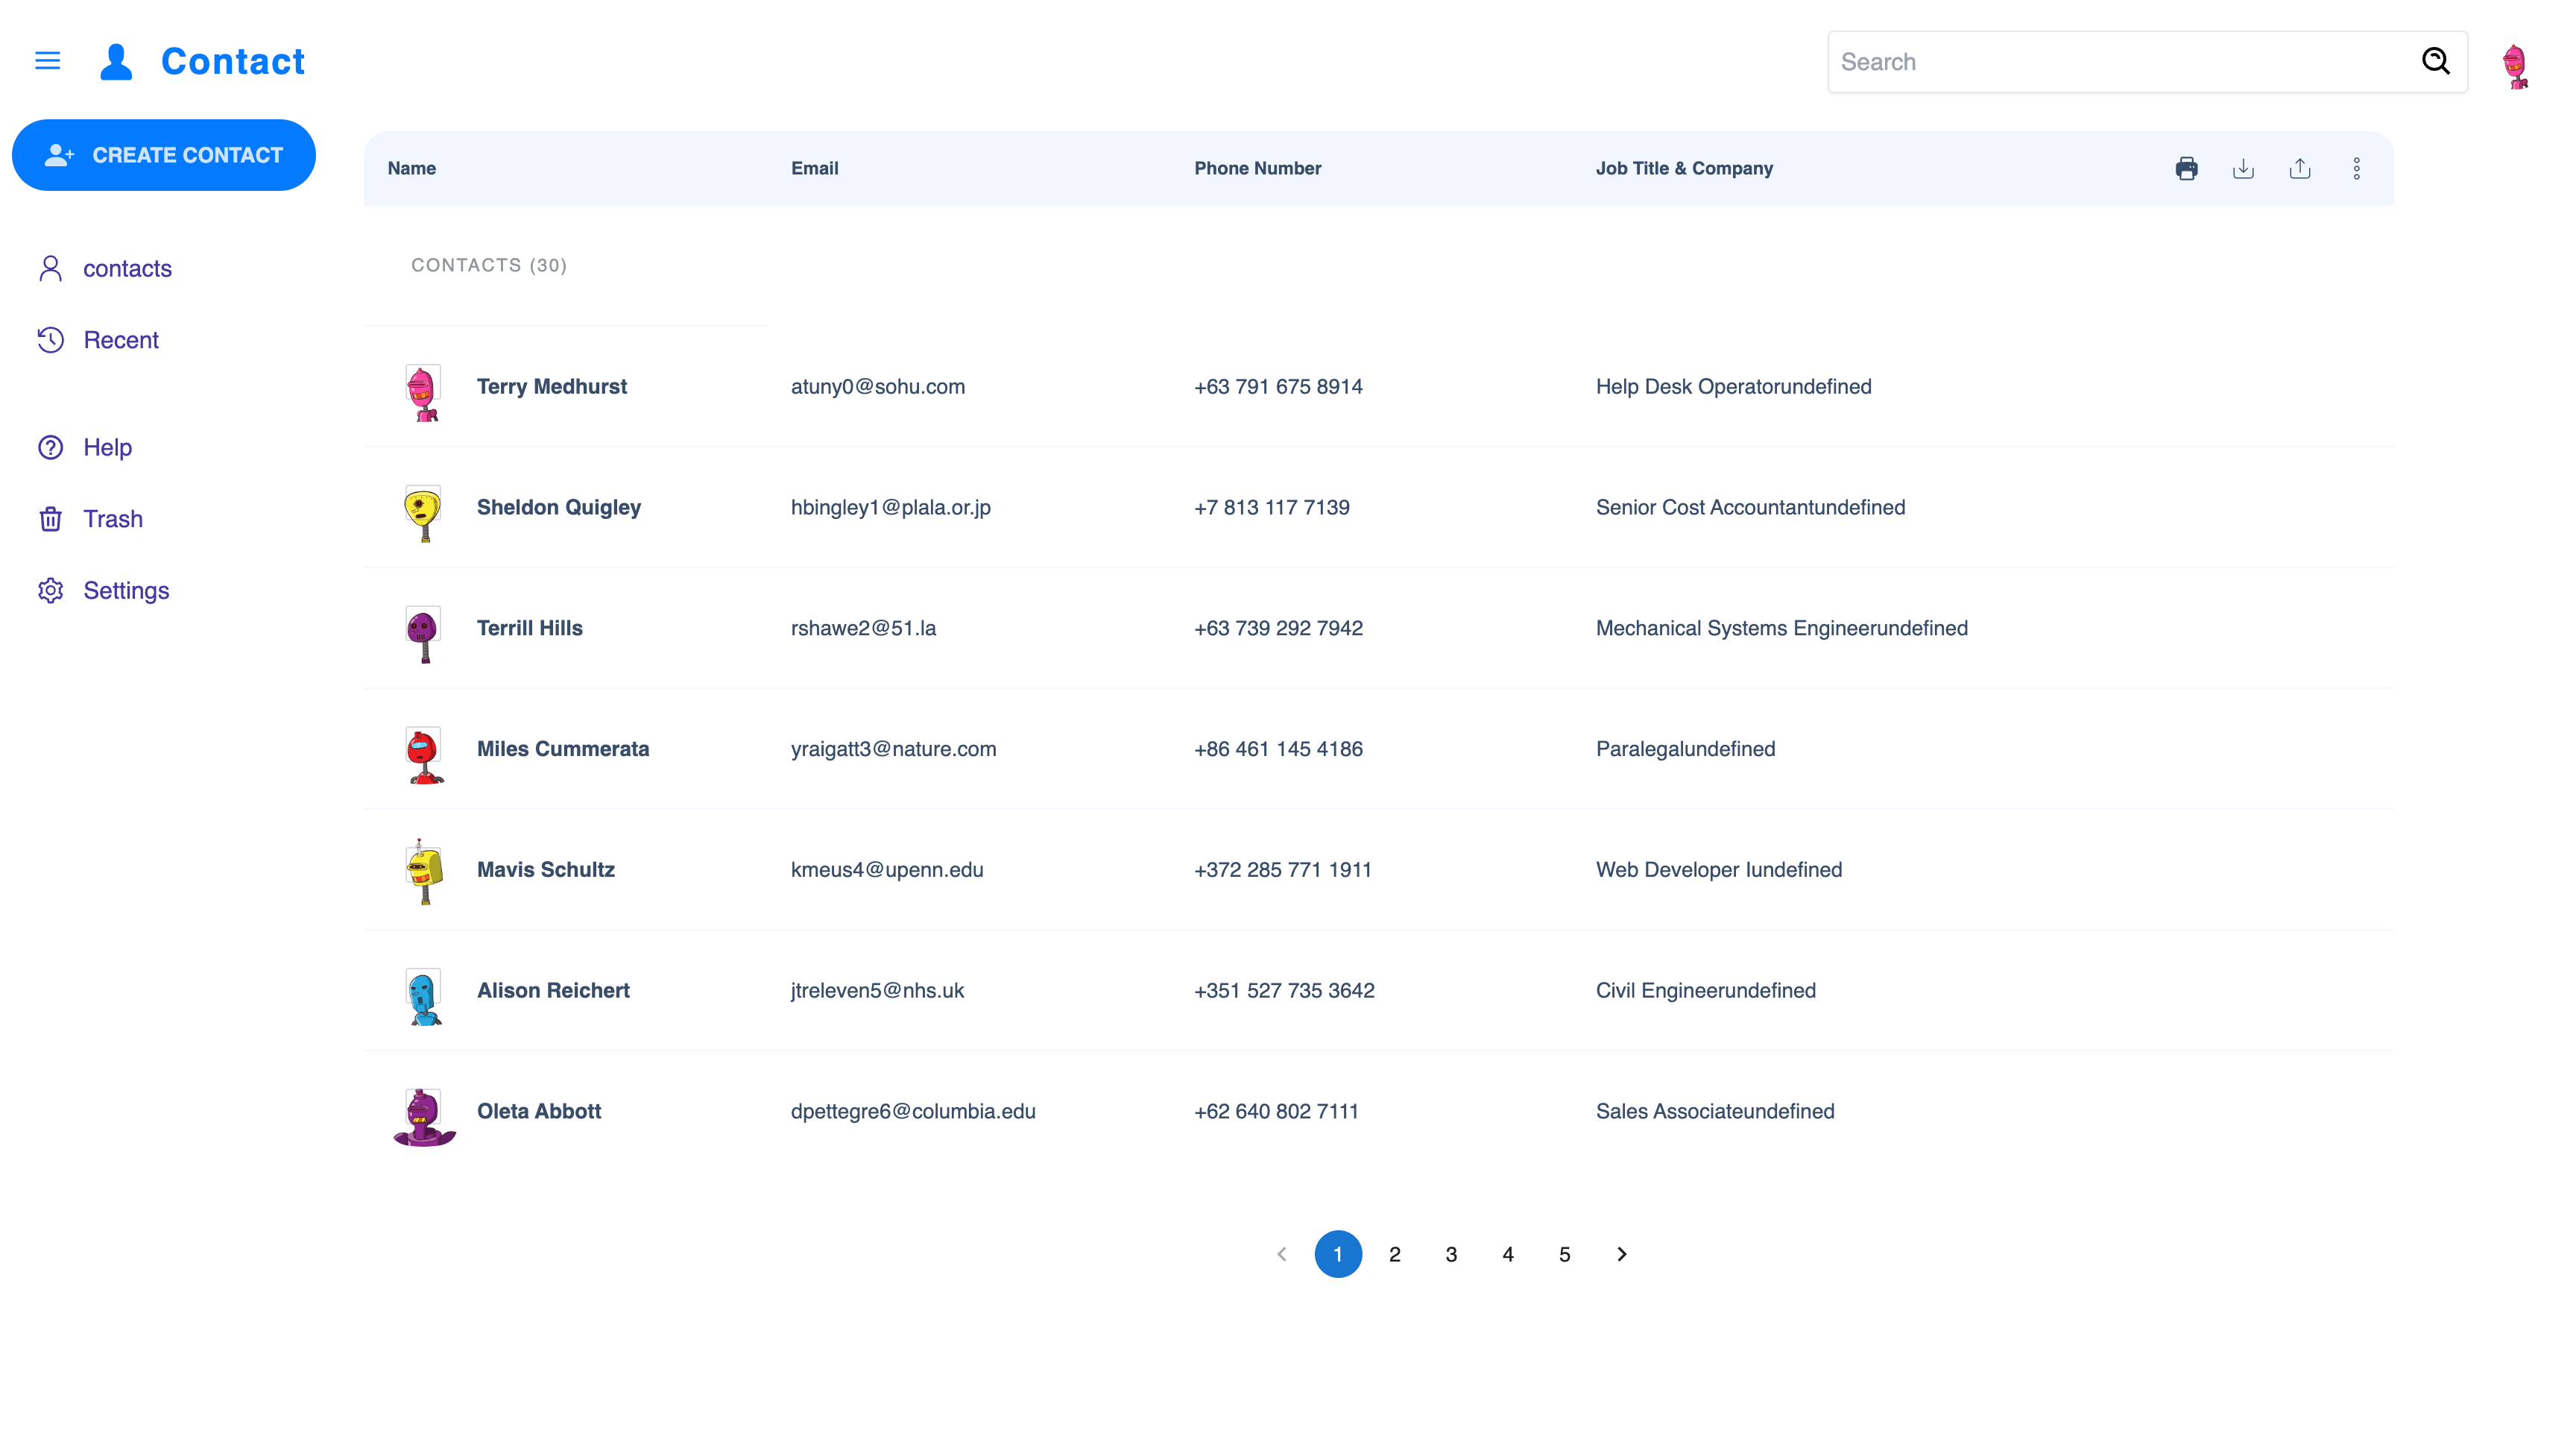 Contact
Search
CREATE CONTACT
contacts
Recent
Help
Trash
Settings
Name Email Phone Number Job Title & Company
CONTACTS (30)
Terry Medhurst atuny0@sohu.com +63 791 675 8914 Help Desk Operatorundefined
Sheldon Quigley hbingley1@plala.or.jp +7 813 117 7139 Senior Cost Accountantundefined
Terrill Hills rshawe2@51.la +63 739 292 7942 Mechanical Systems Engineerundefined
Miles Cummerata yraigatt3@nature.com +86 461 145 4186 Paralegalundefined
Mavis Schultz kmeus4@upenn.edu +372 285 771 1911 Web Developer Iundefined
Alison Reichert jtreleven5@nhs.uk +351 527 735 3642 Civil Engineerundefined
Oleta Abbott dpettegre6@columbia.edu +62 640 802 7111 Sales Associateundefined
1 2 3 4 5